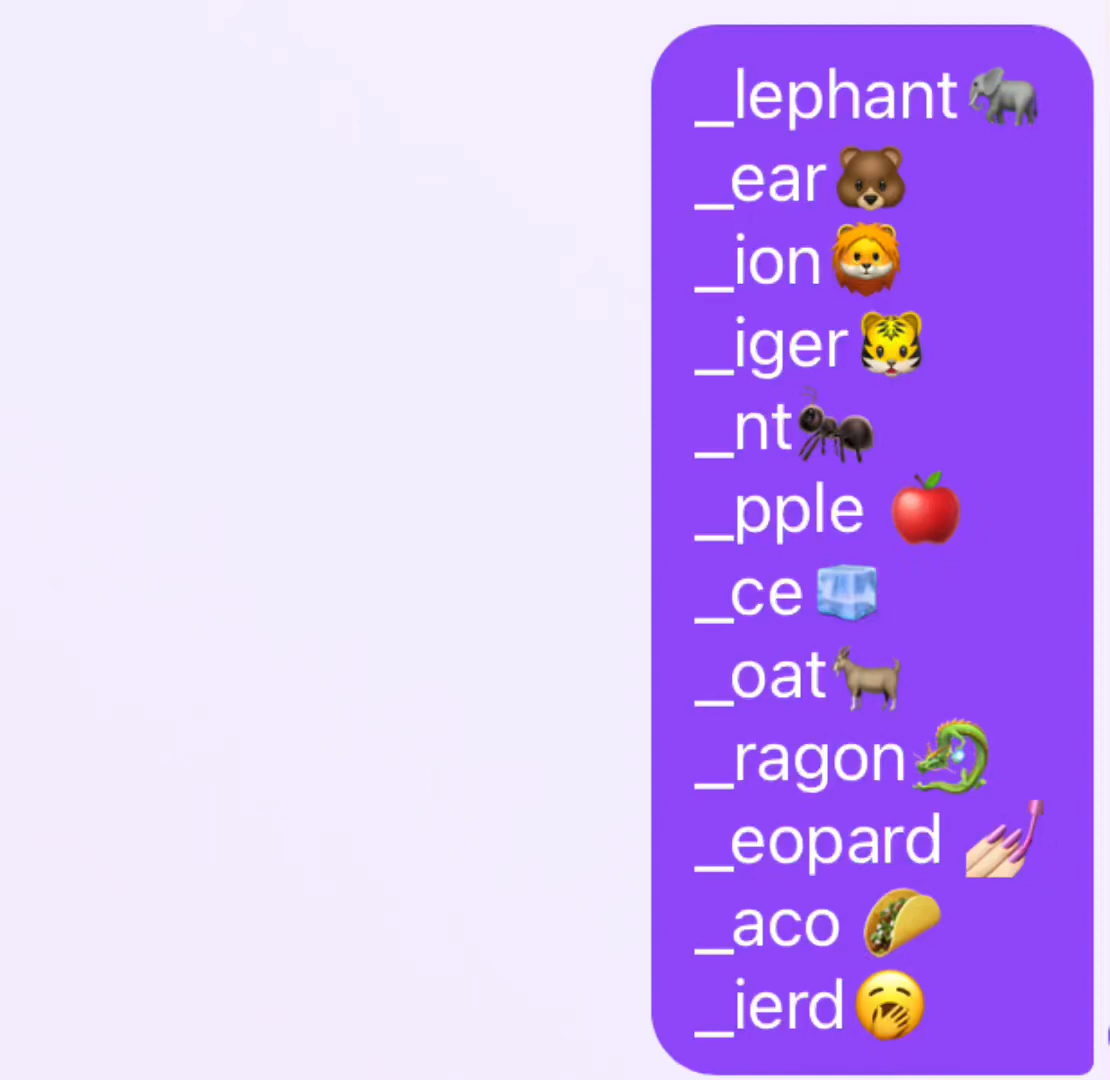 _lephant🐘
_ear🐻
_ion🦁
_iger🐯
_nt🐜
_pple 🍎
_ce🧊
_oat🐐
_ragon🐉
_eopard 💅🏻
_aco 🌮
_ierd🥱